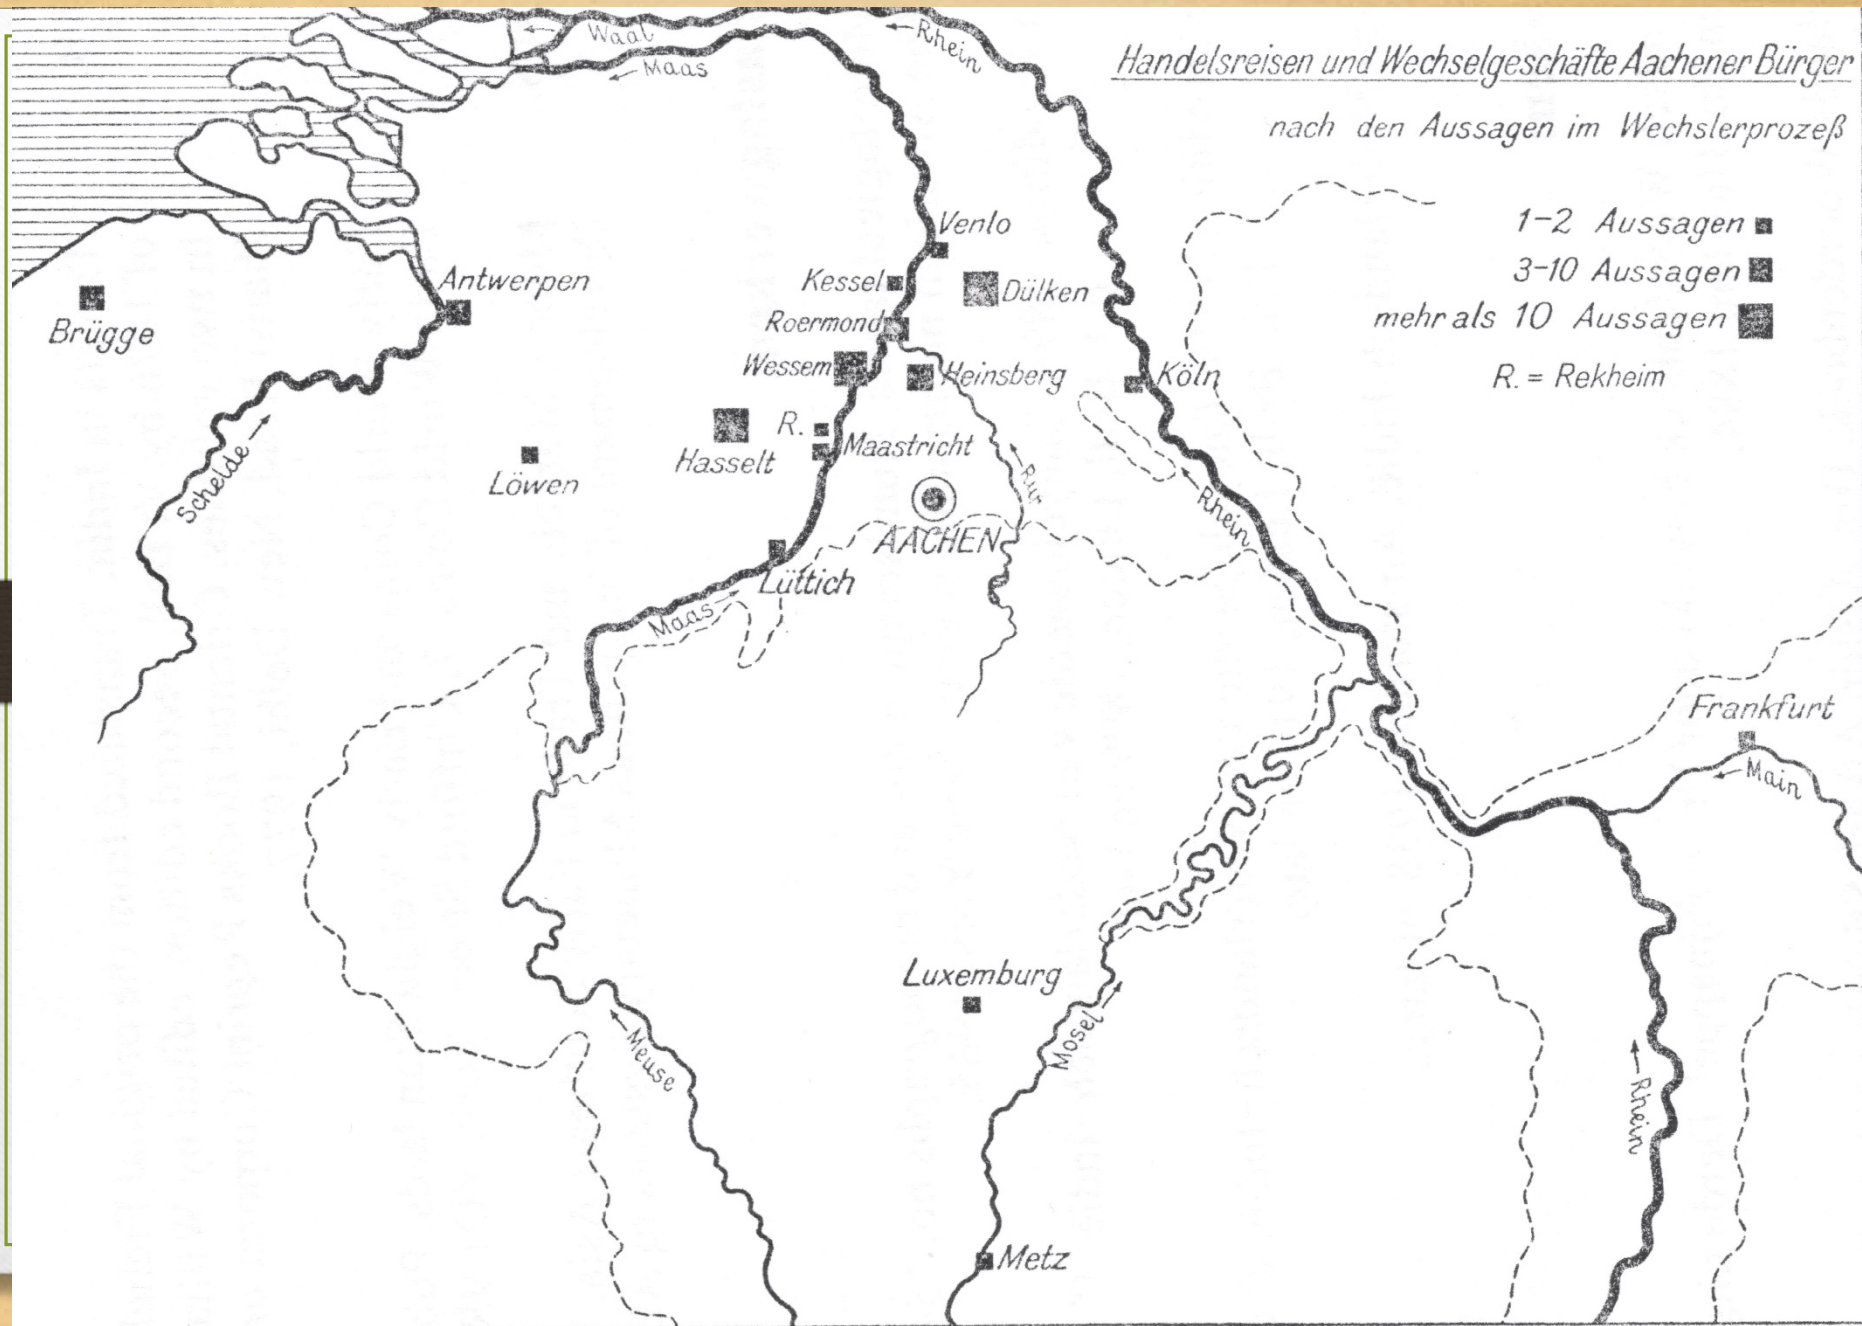 Handelsreisen und Wechselgeschäfte Aachener Bürger
nach den Aussagen im Wechslerprozeß
1-2 Aussagen
3-10 Aussagen
mehr als 10 Aussagen
R. = Rekheim
Waal
Maas
Rhein
Venlo
Kessel
Dülken
Antwerpen
Brügge
Roermond
Wessem
Heinsberg
Köln
R.
Maastricht
Hasselt
Löwen
Schelde
Rur
Rhein
AACHEN
Lüttich
Maas
Frankfurt
Main
Luxemburg
Mosel
Meuse
Rhein
Metz